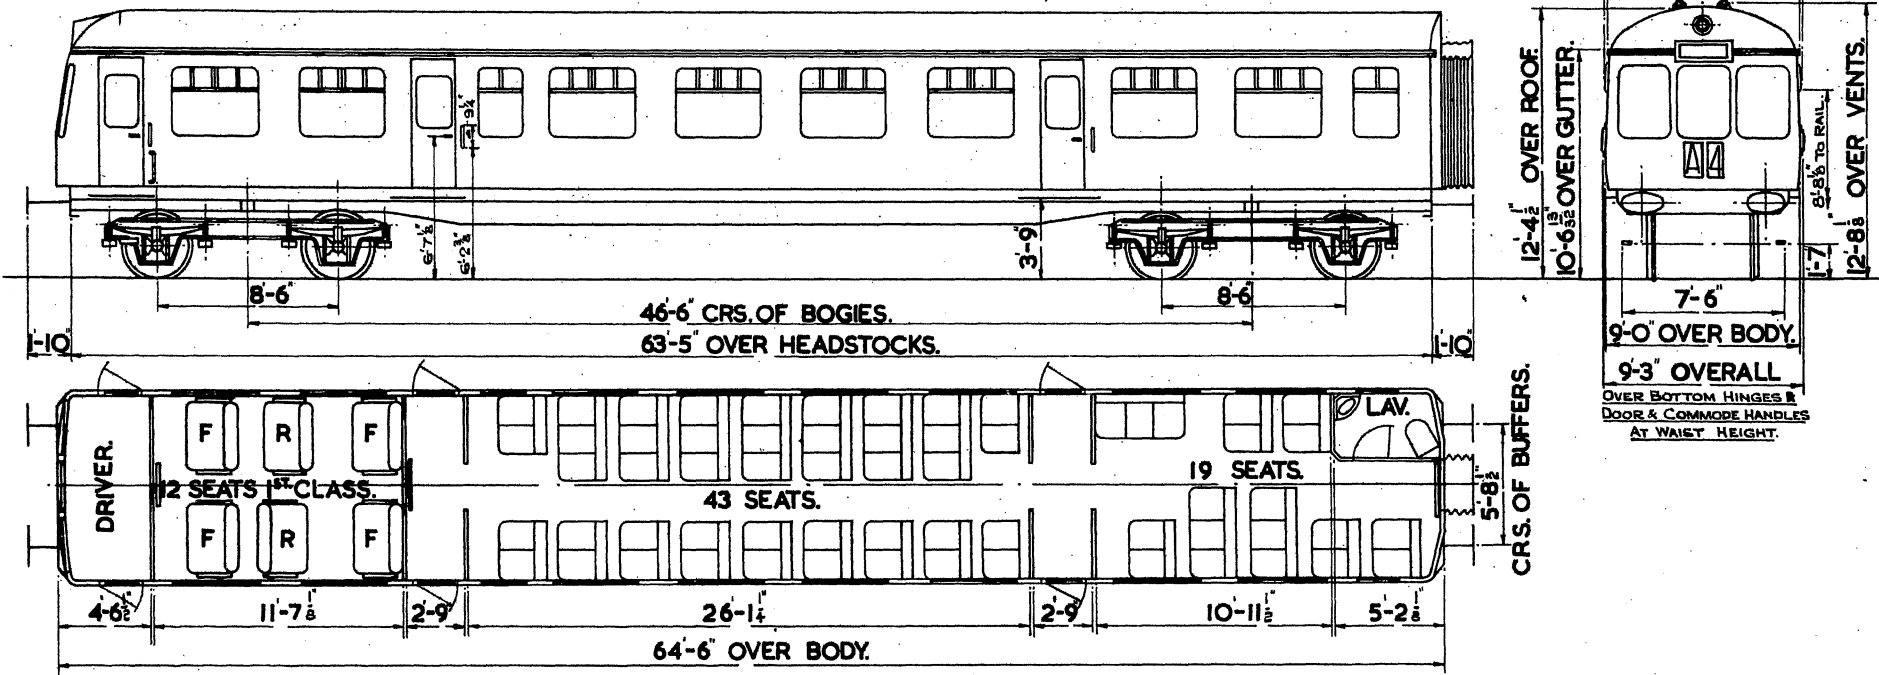 9¼"
6'-7⅛"
6'-2⅜"
3'-9"
8'-6"
8'-6"
46'-6" CRS. OF BOGIES.
1'-10"
63'-5" OVER HEADSTOCKS.
1'-10"
12'-4½" OVER ROOF.
10'-6 13/32" OVER GUTTER.
A4
8'-8⅛" TO RAIL.
1'-7"
12'-8⅛" OVER VENTS.
7'-6"
9'-0" OVER BODY.
9'-3" OVERALL
OVER BOTTOM HINGES
DOOR & COMMODE HANDLES
AT WAIST HEIGHT.
DRIVER.
F R F
12 SEATS 1ST. CLASS.
F R F
43 SEATS.
LAV.
19 SEATS.
5'-8½"
CRS. OF BUFFERS.
4'-6½"
11'-7⅛"
2'-9"
26'-1¼"
2'-9"
10'-11½"
5'-2⅛"
64'-6" OVER BODY.